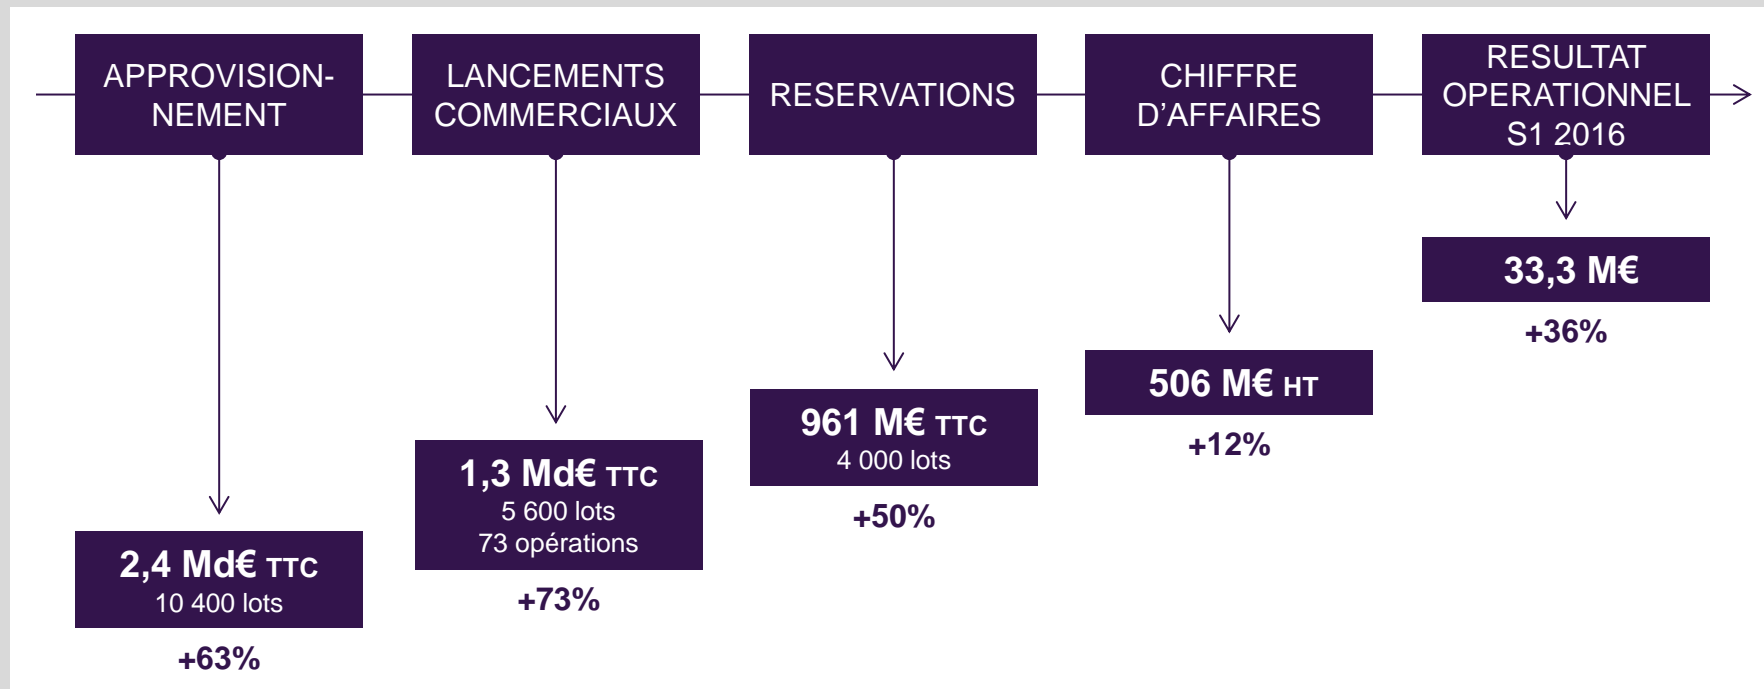 APPROVISION-
NEMENT
LANCEMENTS
COMMERCIAUX
RESERVATIONS
CHIFFRE
D’AFFAIRES
RESULTAT
OPERATIONNEL
S1 2016
2,4 Md€ TTC
10 400 lots
+63%
1,3 Md€ TTC
5 600 lots
73 opérations
+73%
961 M€ TTC
4 000 lots
+50%
506 M€ HT
+12%
33,3 M€
+36%